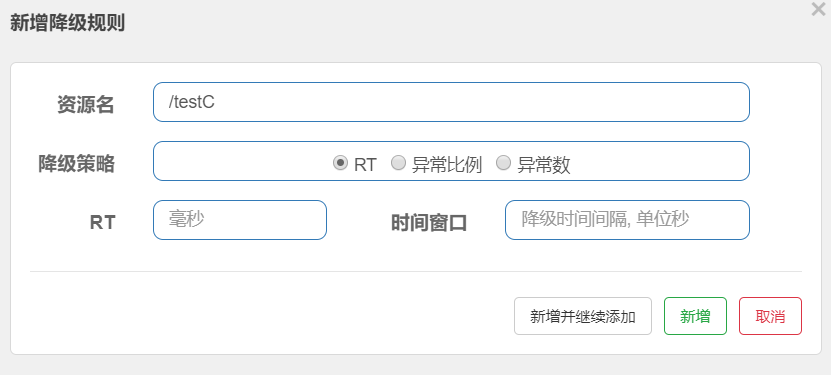 新增降级规则
资源名 /testC
降级策略 RT 异常比例 异常数
RT 毫秒 时间窗口 降级时间间隔, 单位秒
新增并继续添加 新增 取消